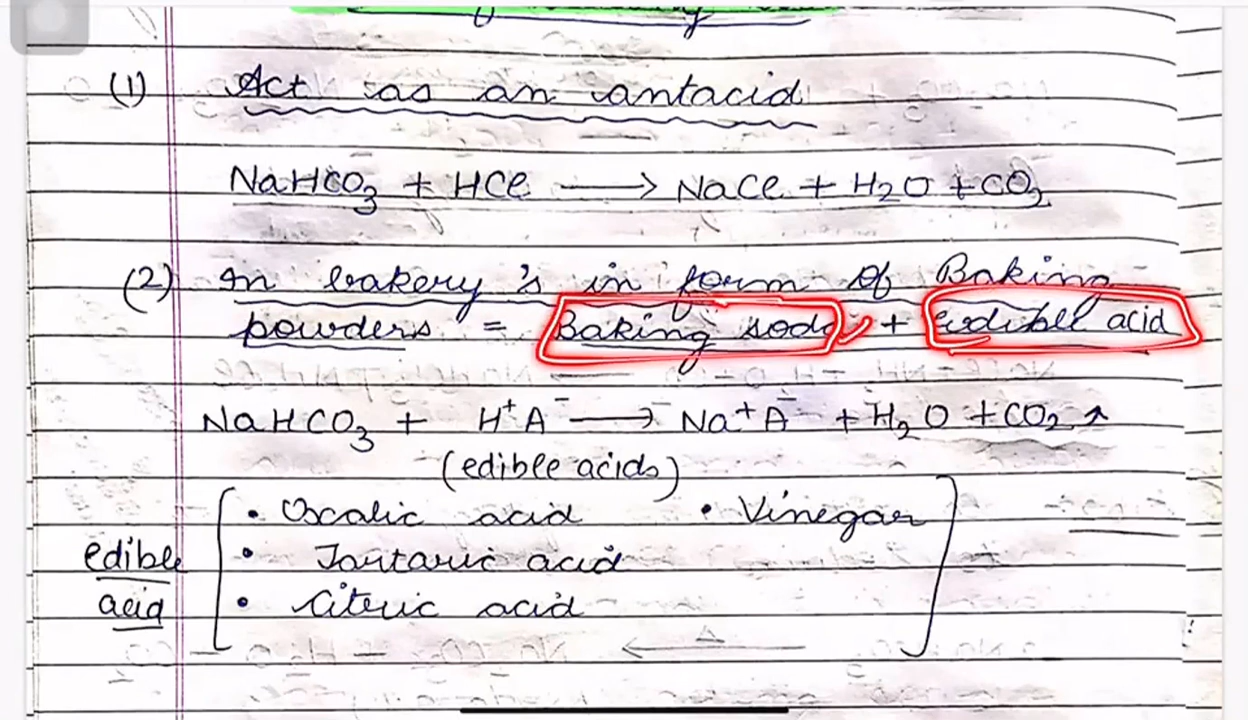 (1) Act as an antacid
NaHCO₃ + HCl ⟶ NaCl + H₂O + CO₂
(2) In bakery's in form of Baking
powders = Baking soda + edible acid
NaHCO₃ + H⁺A⁻ ⟶ Na⁺A⁻ + H₂O + CO₂ ↑
(edible acids)
• Oxalic acid • Vinegar
edible • Tartaric acid
acid • Citric acid